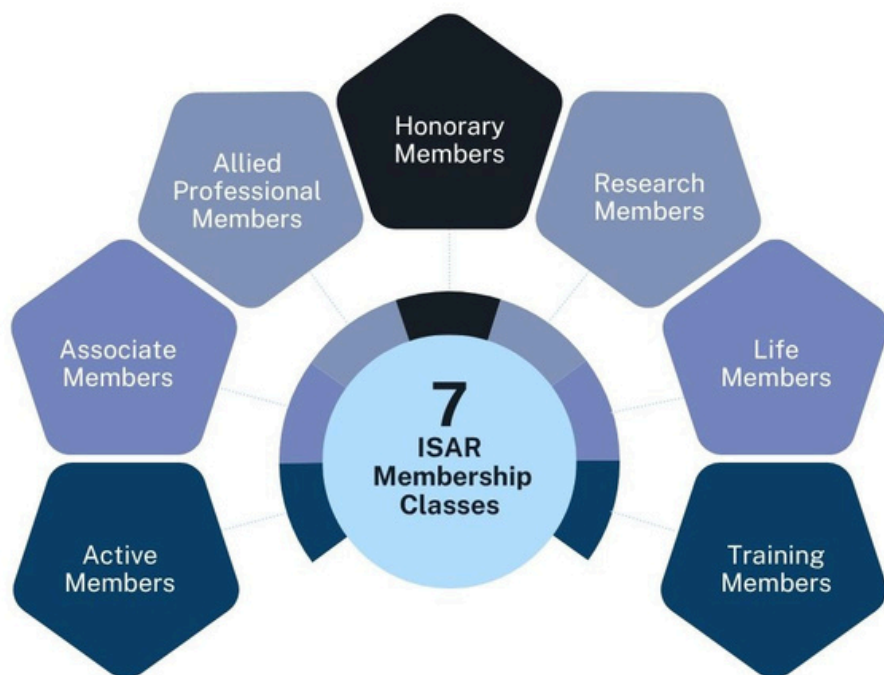 Honorary
Members
Allied
Professional
Members
Research
Members
Associate
Members
Life
Members
7
ISAR
Membership
Classes
Active
Members
Training
Members